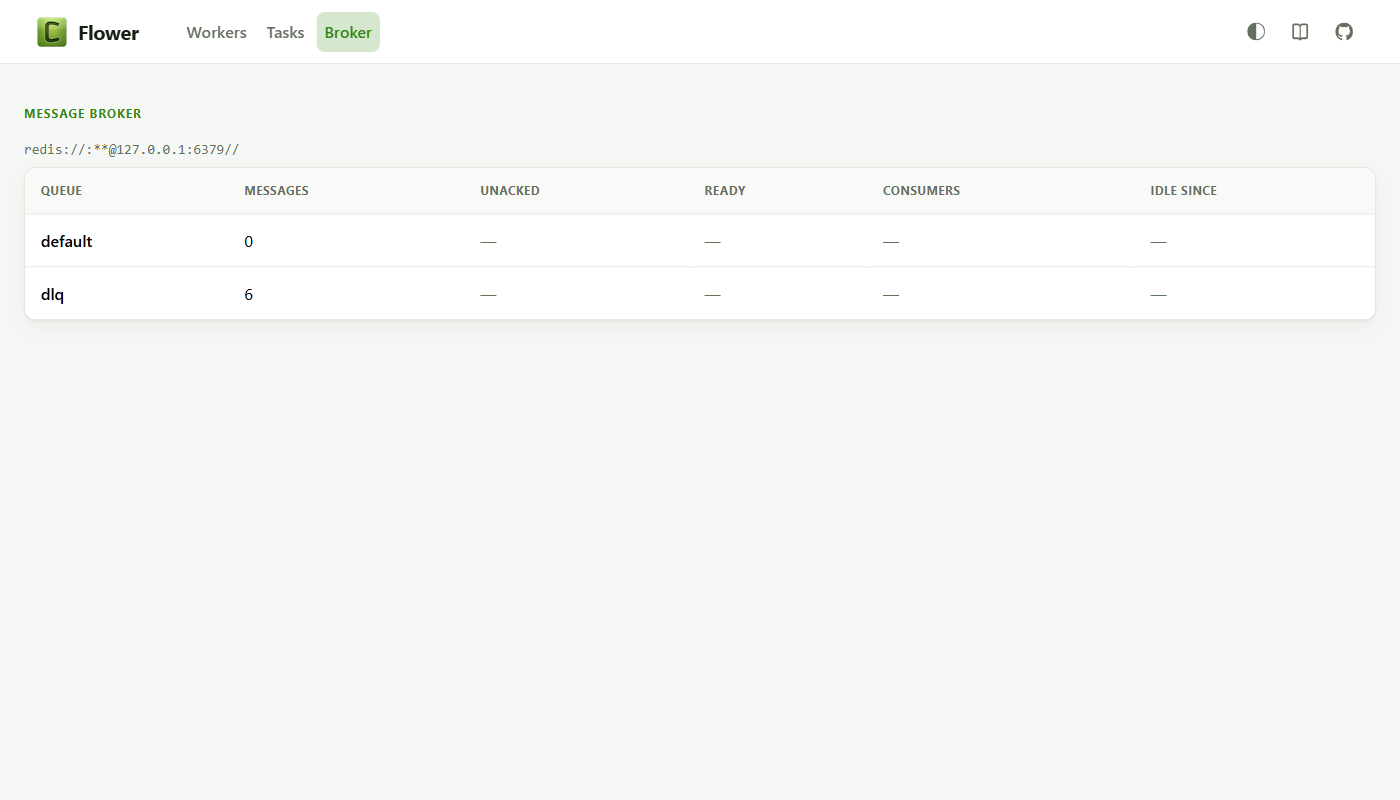 C Flower Workers Tasks Broker
MESSAGE BROKER
redis://:**@127.0.0.1:6379//
QUEUE MESSAGES UNACKED READY CONSUMERS IDLE SINCE
default 0 — — — —
dlq 6 — — — —